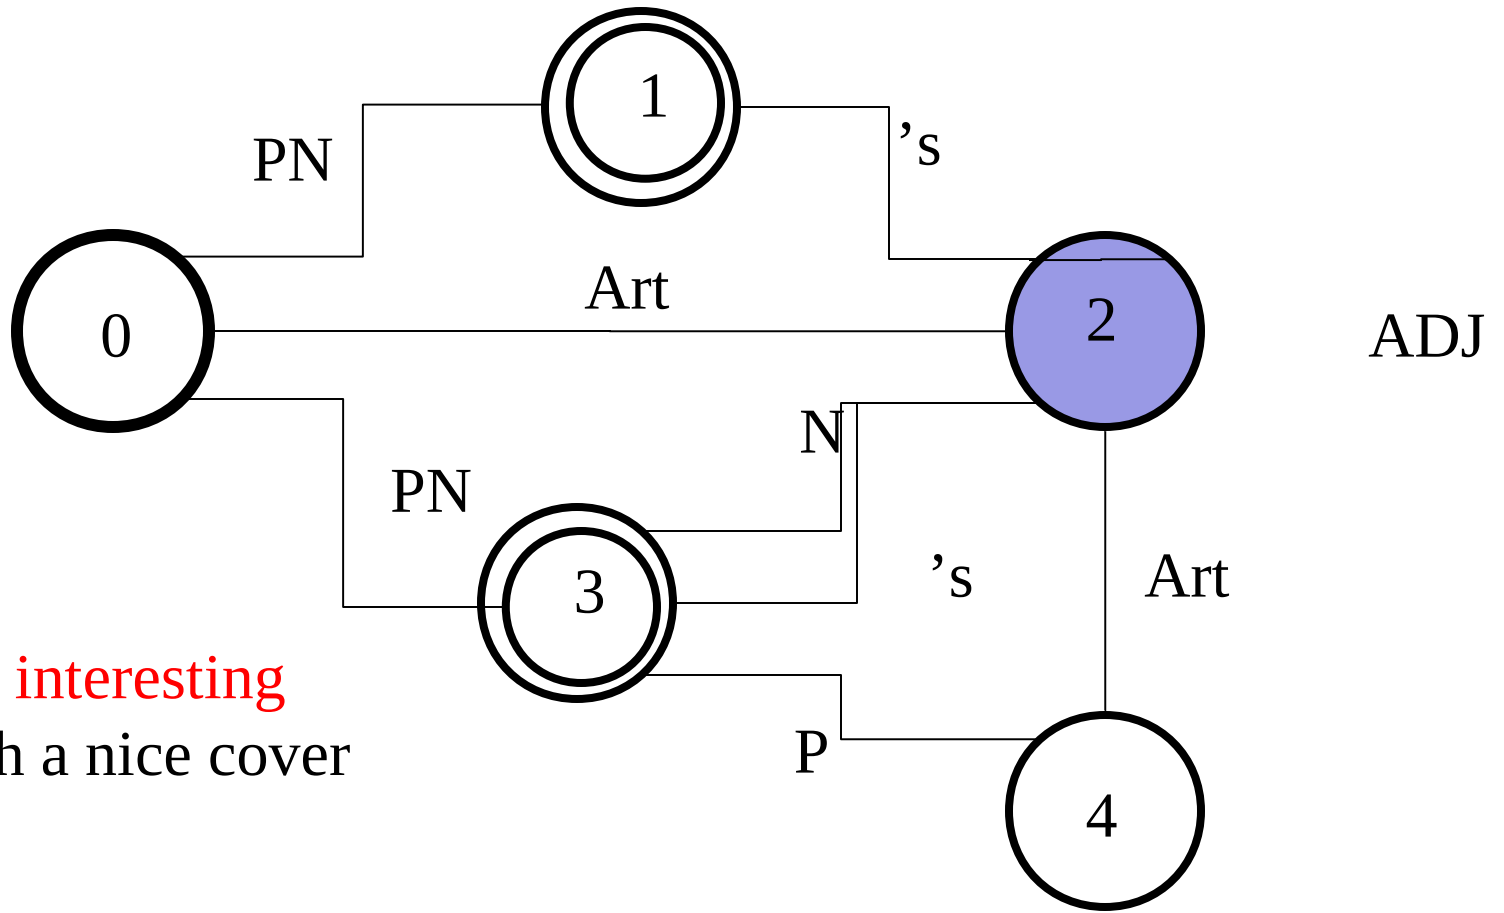 1
PN
’s
Art
0
2
ADJ
N
PN
’s
Art
3
interesting
P
a nice cover
4